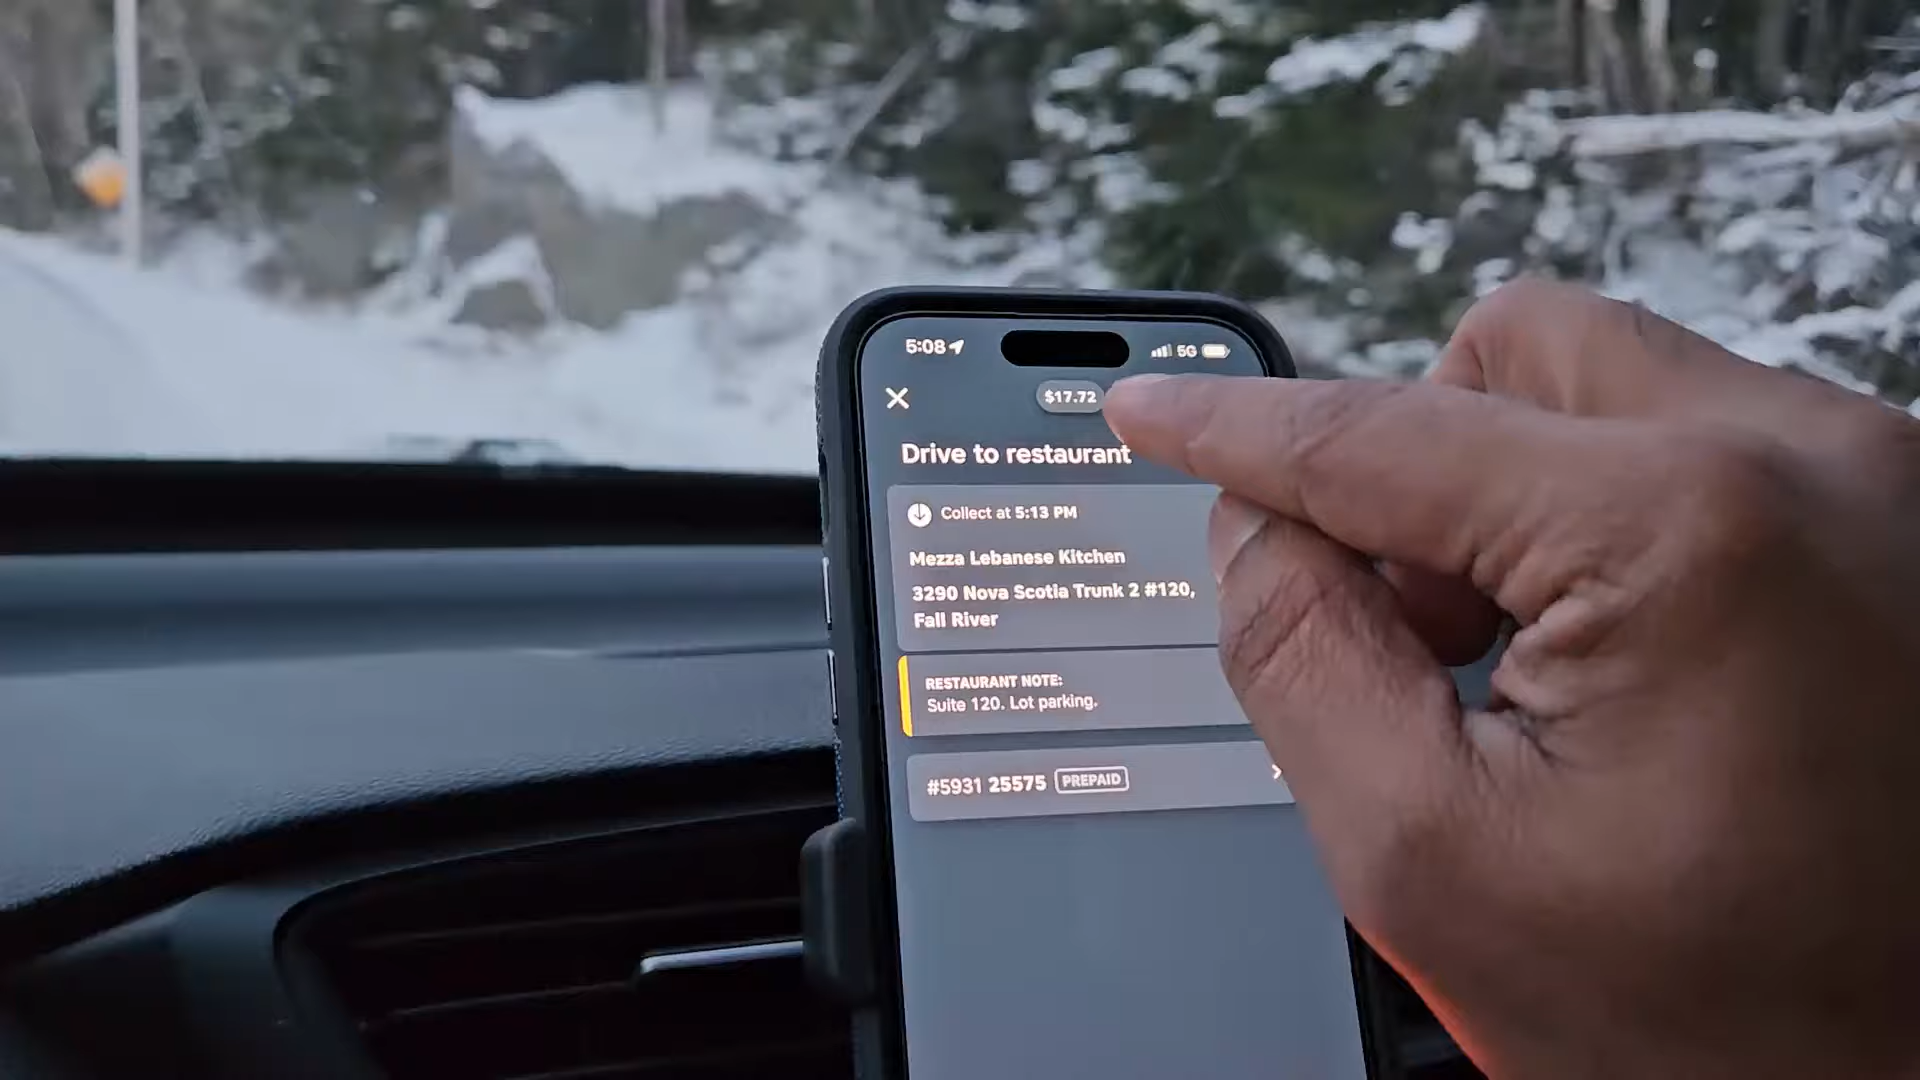 5:08
5G
$17.72
Drive to restaurant
Collect at 5:13 PM
Mezza Lebanese Kitchen
3290 Nova Scotia Trunk 2 #120,
Fall River
RESTAURANT NOTE:
Suite 120. Lot parking.
#5931 25575 PREPAID